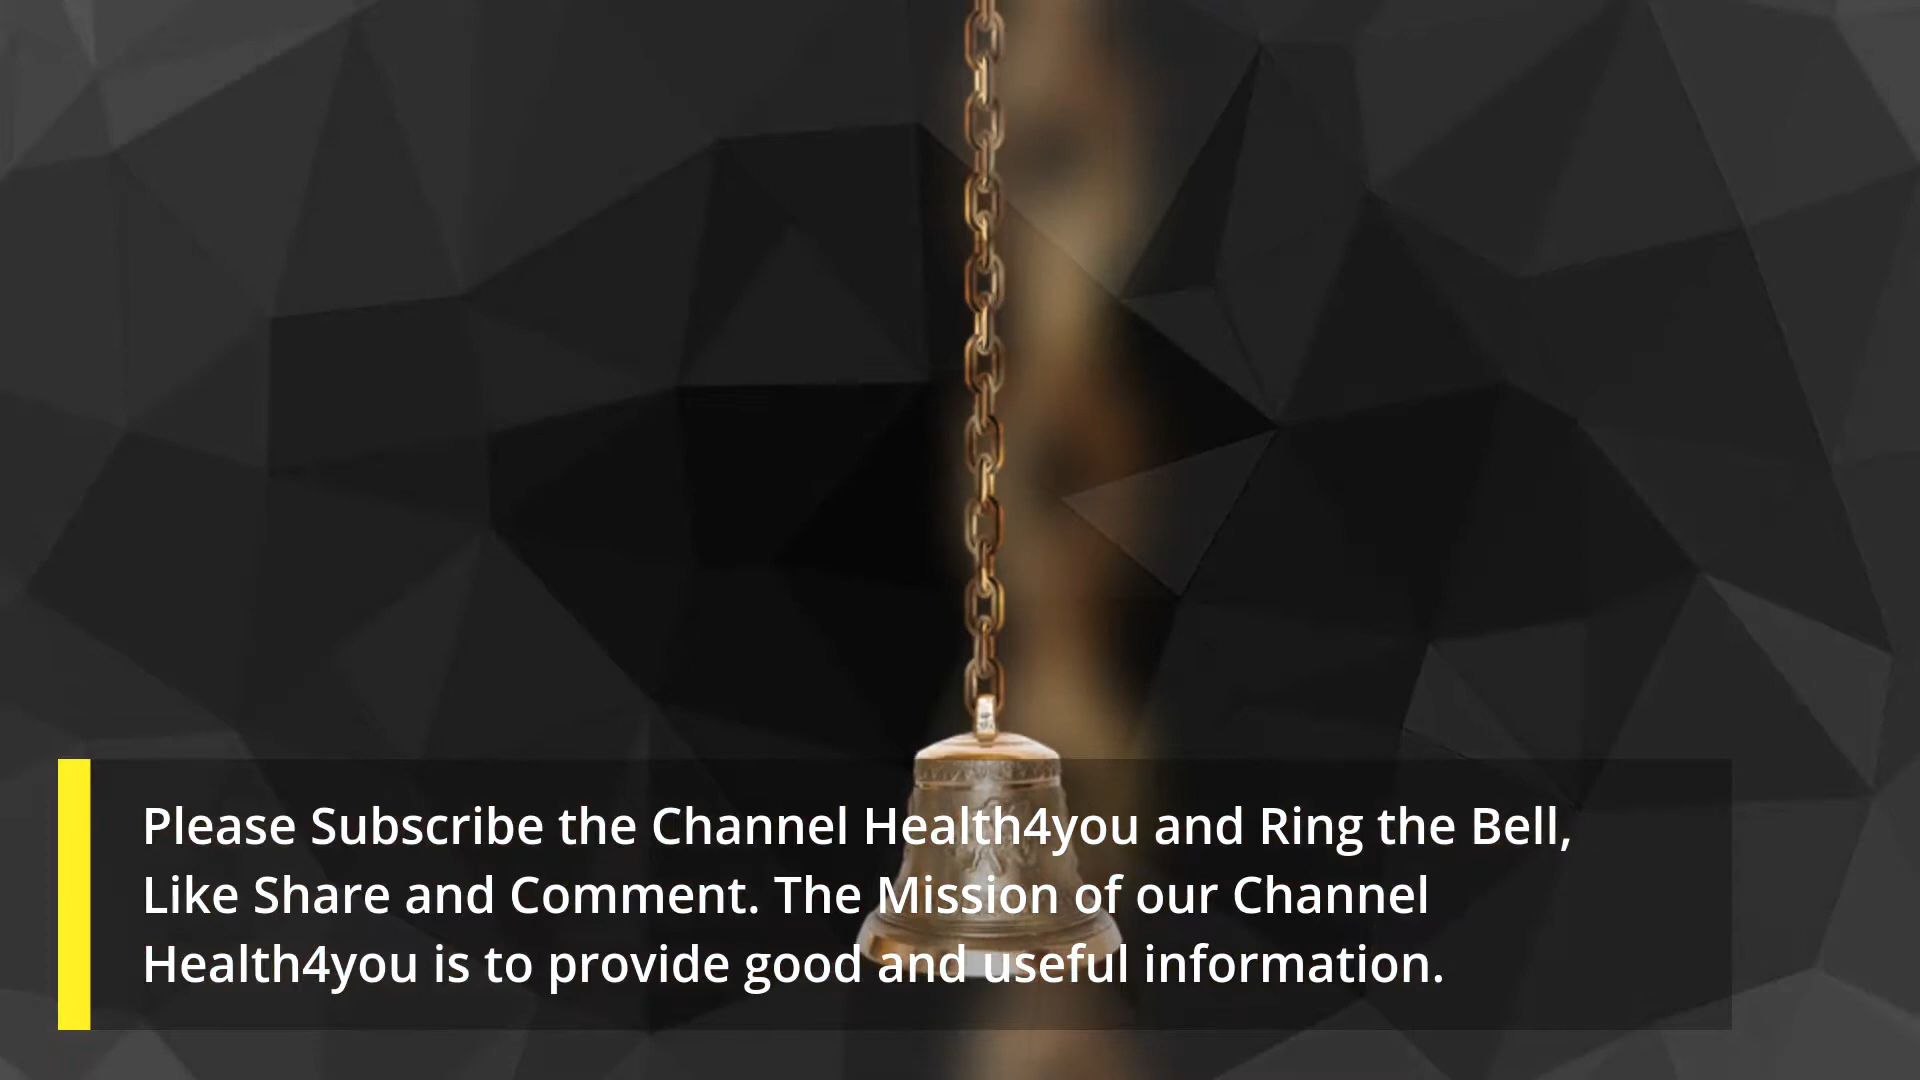 Please Subscribe the Channel Health4you and Ring the Bell,
Like Share and Comment. The Mission of our Channel
Health4you is to provide good and useful information.